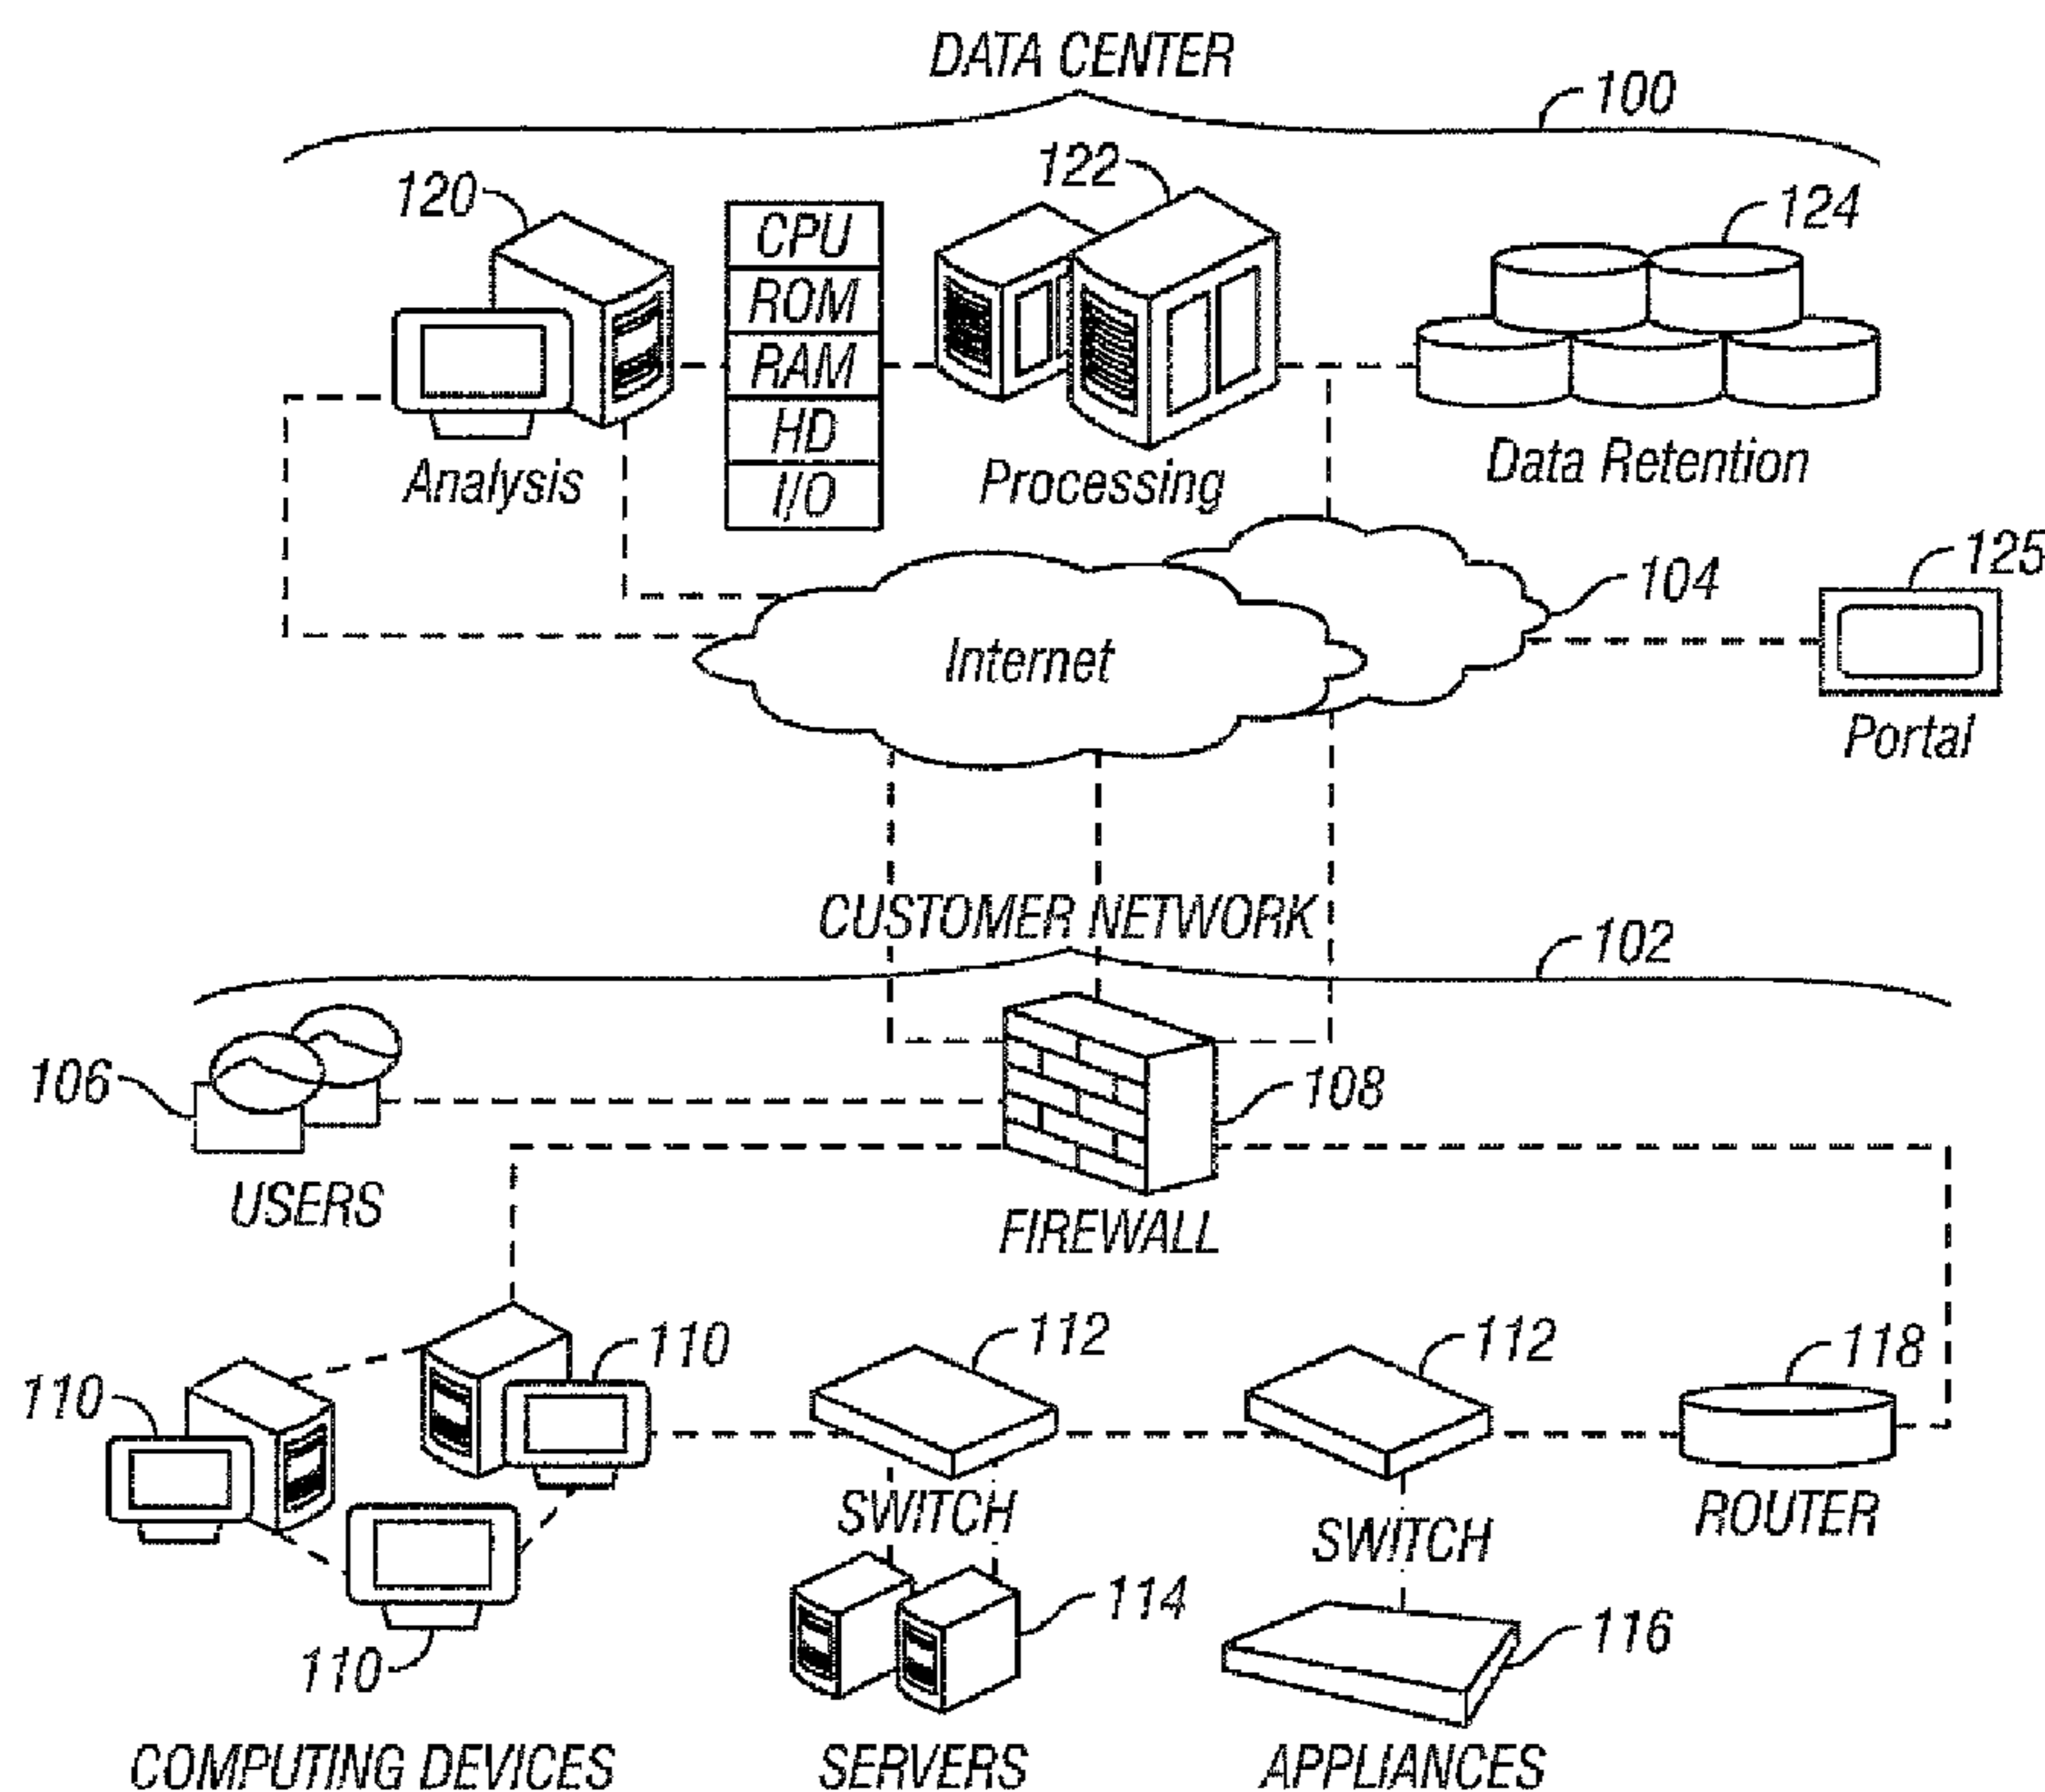 DATA CENTER
100
120
122
124
CPU
ROM
RAM
HD
I/O
Analysis
Processing
Data Retention
104
125
Internet
Portal
CUSTOMER NETWORK
102
106
108
USERS
FIREWALL
110
110
112
112
118
SWITCH
SWITCH
ROUTER
110
114
116
COMPUTING DEVICES
SERVERS
APPLIANCES